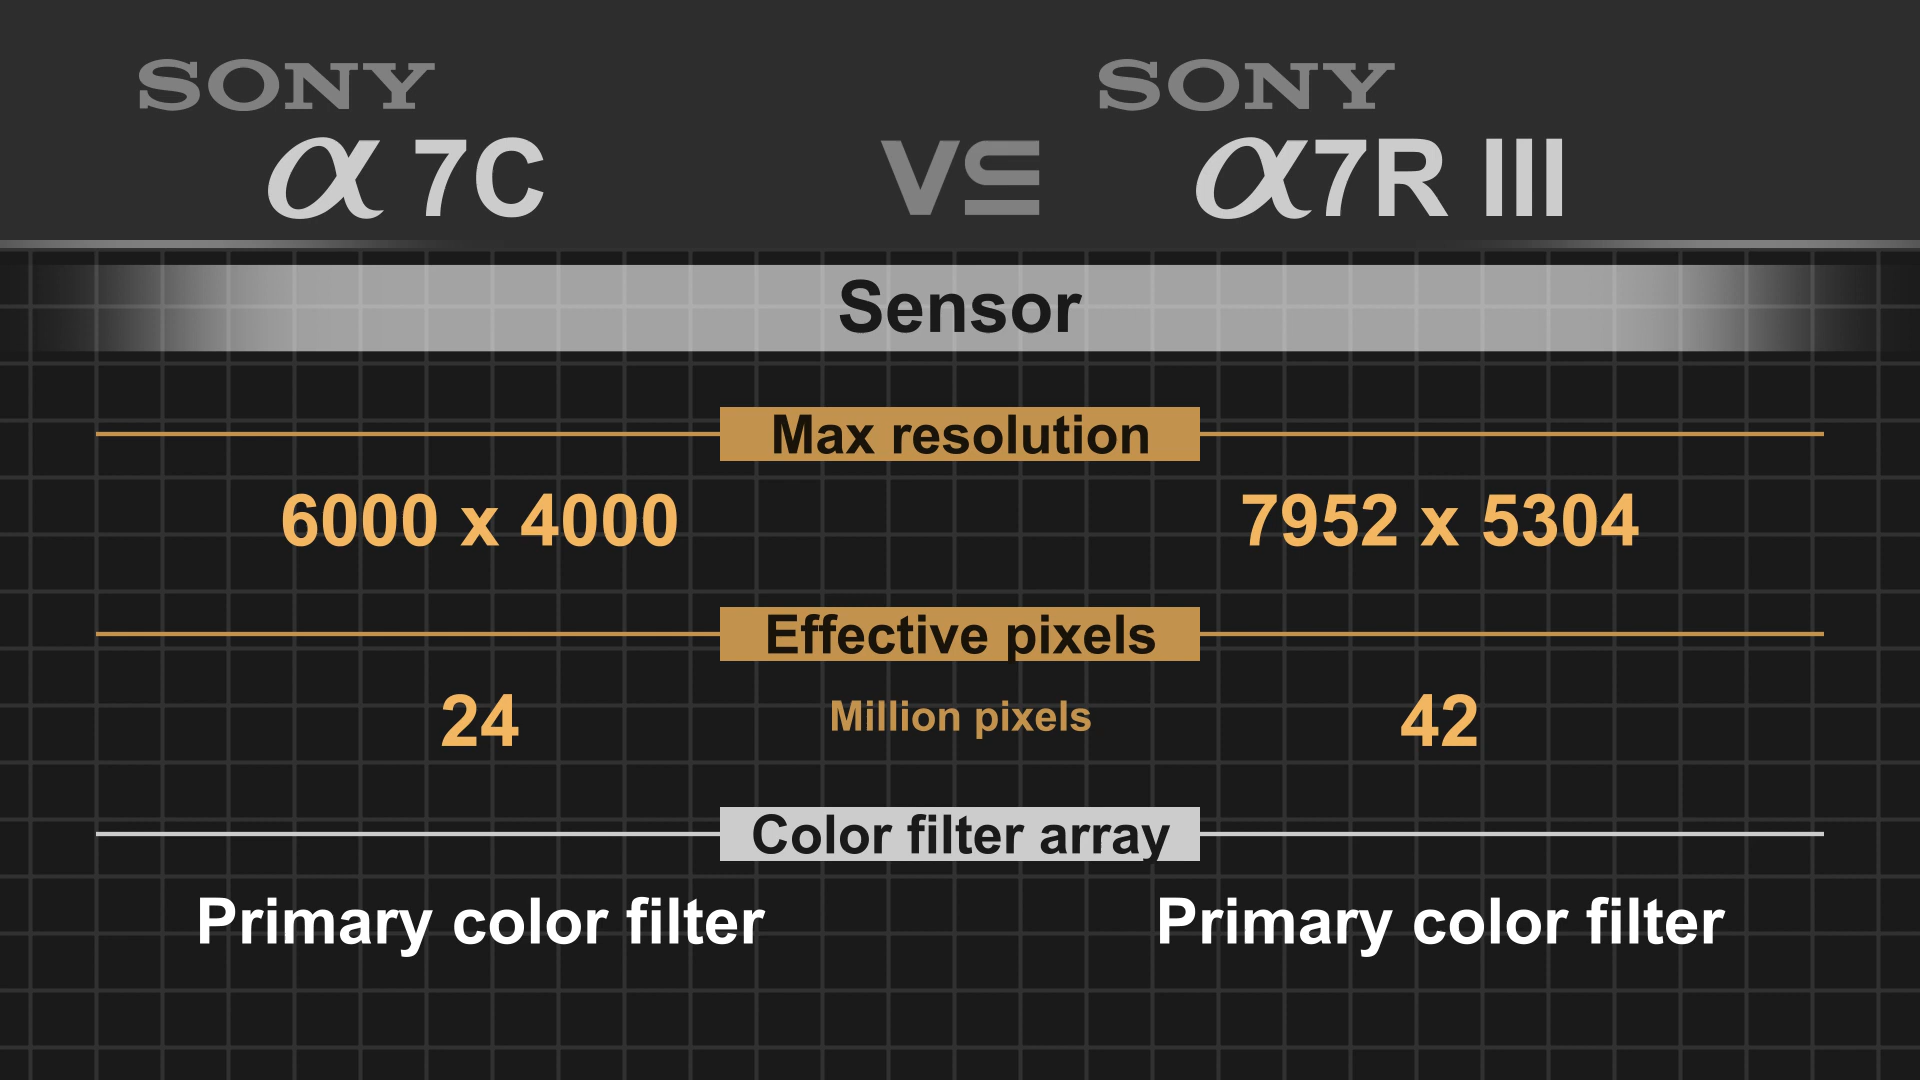 SONY
α 7C
VS
SONY
α7R III
Sensor
Max resolution
6000 x 4000
7952 x 5304
Effective pixels
24
Million pixels
42
Color filter array
Primary color filter
Primary color filter